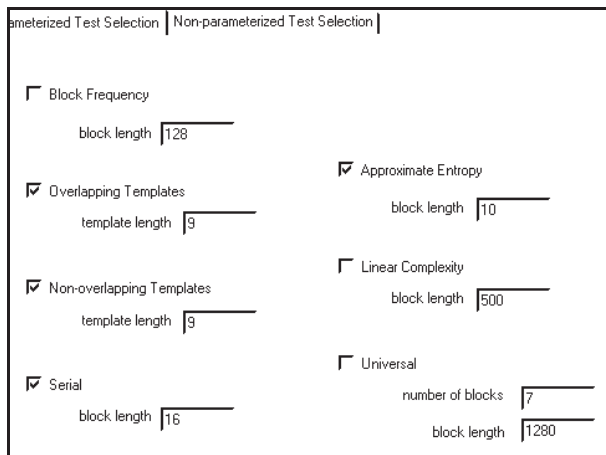 ameterized Test Selection
Non-parameterized Test Selection
Block Frequency
block length 128
Overlapping Templates
template length 9
Non-overlapping Templates
template length 9
Serial
block length 16
Approximate Entropy
block length 10
Linear Complexity
block length 500
Universal
number of blocks 7
block length 1280